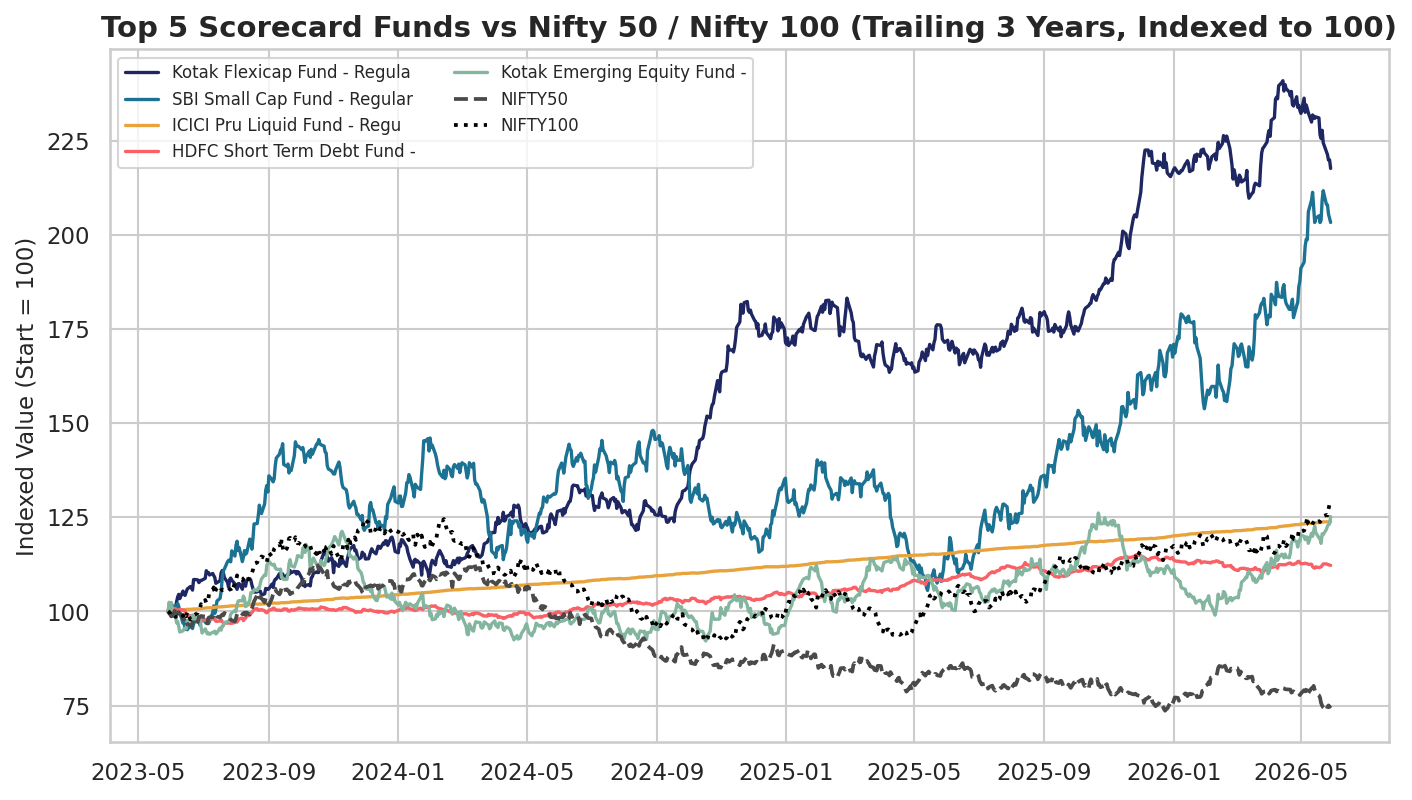 Top 5 Scorecard Funds vs Nifty 50 / Nifty 100 (Trailing 3 Years, Indexed to 100)
Kotak Flexicap Fund - Regula
SBI Small Cap Fund - Regular
ICICI Pru Liquid Fund - Regu
HDFC Short Term Debt Fund -
Kotak Emerging Equity Fund -
NIFTY50
NIFTY100
Indexed Value (Start = 100)
225
200
175
150
125
100
75
2023-05 2023-09 2024-01 2024-05 2024-09 2025-01 2025-05 2025-09 2026-01 2026-05